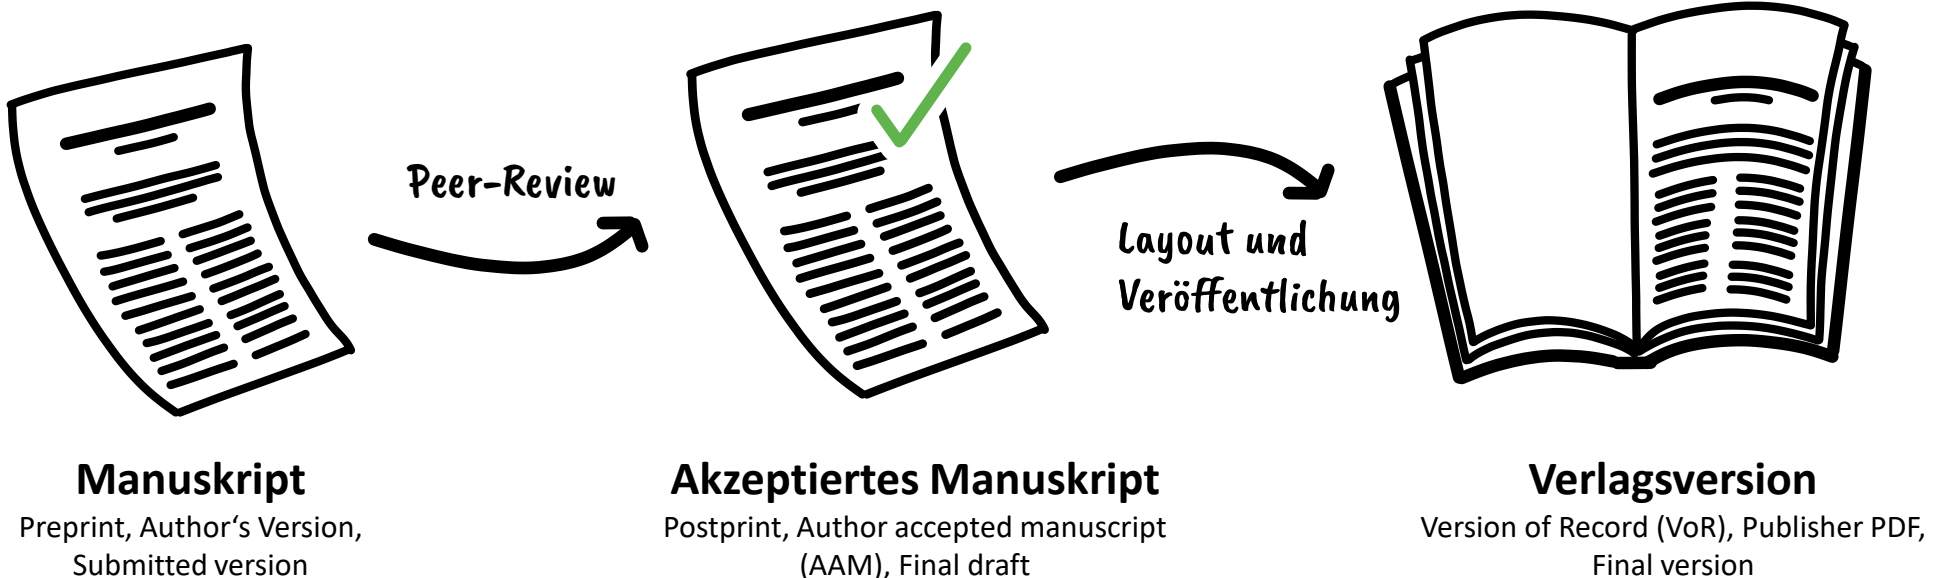 Peer-Review
Layout und
Veröffentlichung
Manuskript
Preprint, Author‘s Version,
Submitted version
Akzeptiertes Manuskript
Postprint, Author accepted manuscript
(AAM), Final draft
Verlagsversion
Version of Record (VoR), Publisher PDF,
Final version